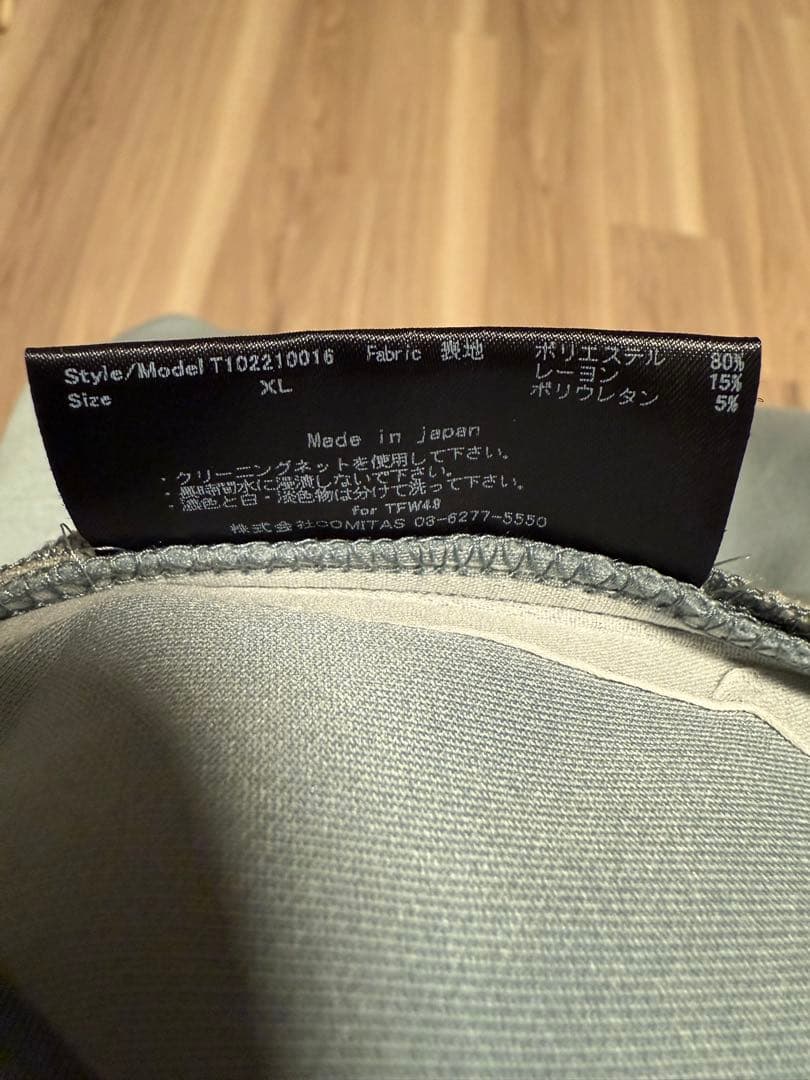 Style/Model T102210016 Fabric 表地 ポリエステル 80%
レーヨン 15%
Size XL ポリウレタン 5%
Made in japan
・クリーニングネットを使用して下さい。
・長時間水に浸漬しないで下さい。
・濃色と白・淡色物は分けて洗って下さい。
for TFW49
株式会社COMITAS 03-6277-5550